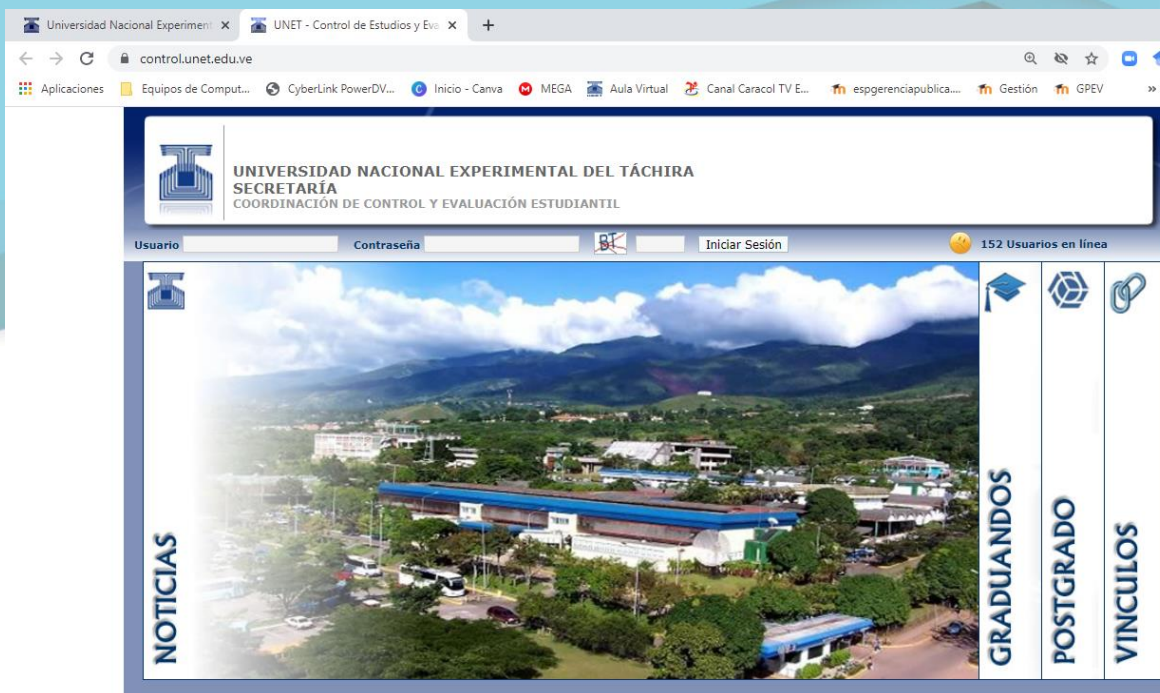 Universidad Nacional Experiment
UNET - Control de Estudios y Eva
control.unet.edu.ve
Aplicaciones
Equipos de Comput...
CyberLink PowerDV...
Inicio - Canva
MEGA
Aula Virtual
Canal Caracol TV E...
espgerenciapublica....
Gestión
GPEV
»
UNIVERSIDAD NACIONAL EXPERIMENTAL DEL TÁCHIRA
SECRETARÍA
COORDINACIÓN DE CONTROL Y EVALUACIÓN ESTUDIANTIL
Usuario
Contraseña
BT
Iniciar Sesión
152 Usuarios en línea
NOTICIAS
GRADUANDOS
POSTGRADO
VINCULOS